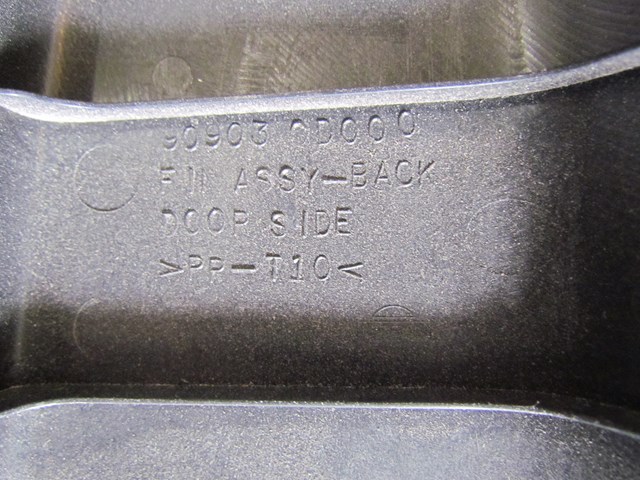 90903 0D000
FIN ASSY-BACK
DOOR SIDE
>PP-T10<